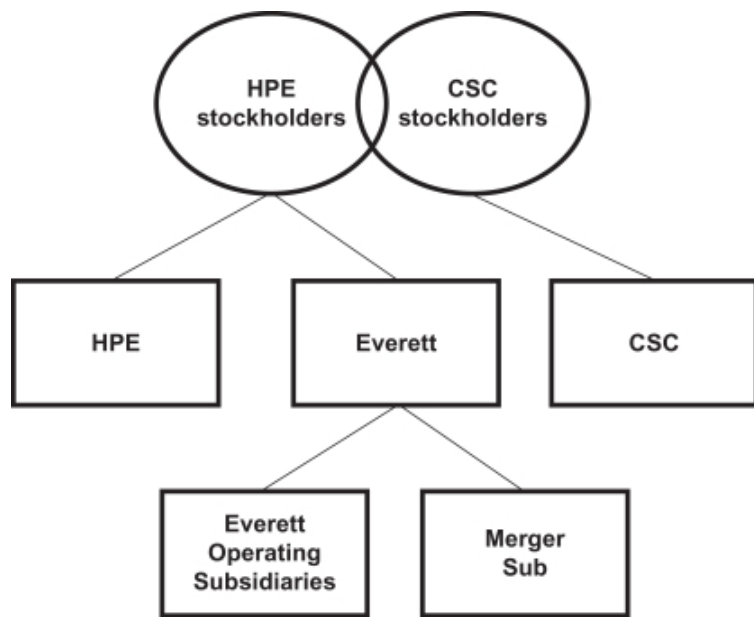 HPE
stockholders
CSC
stockholders
HPE
Everett
CSC
Everett
Operating
Subsidiaries
Merger
Sub